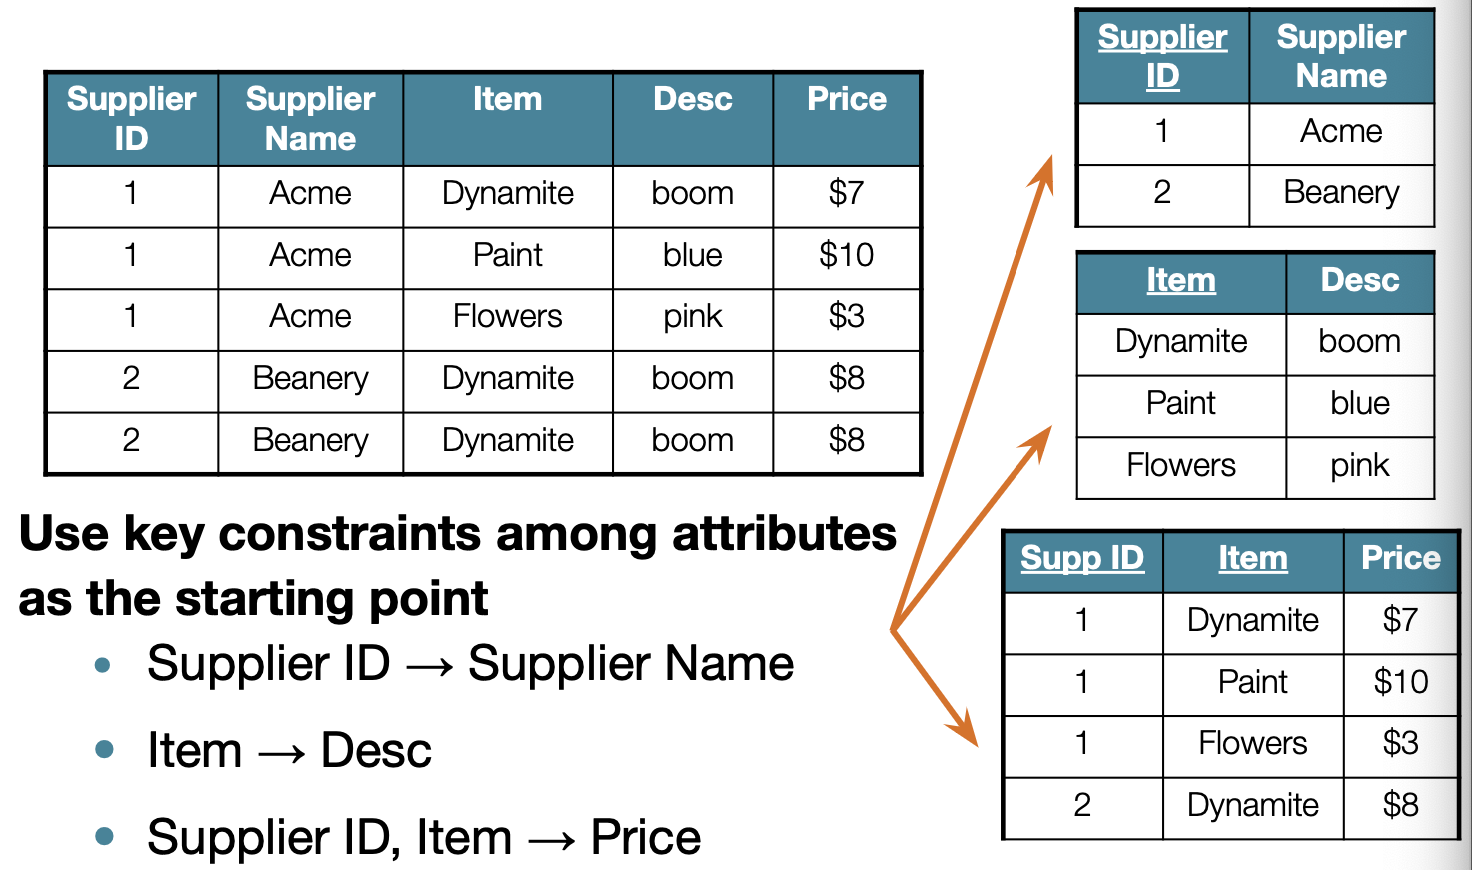 Supplier ID Supplier Name Item Desc Price
1 Acme Dynamite boom $7
1 Acme Paint blue $10
1 Acme Flowers pink $3
2 Beanery Dynamite boom $8
2 Beanery Dynamite boom $8
Use key constraints among attributes
as the starting point
• Supplier ID → Supplier Name
• Item → Desc
• Supplier ID, Item → Price
Supplier ID Supplier Name
1 Acme
2 Beanery
Item Desc
Dynamite boom
Paint blue
Flowers pink
Supp ID Item Price
1 Dynamite $7
1 Paint $10
1 Flowers $3
2 Dynamite $8